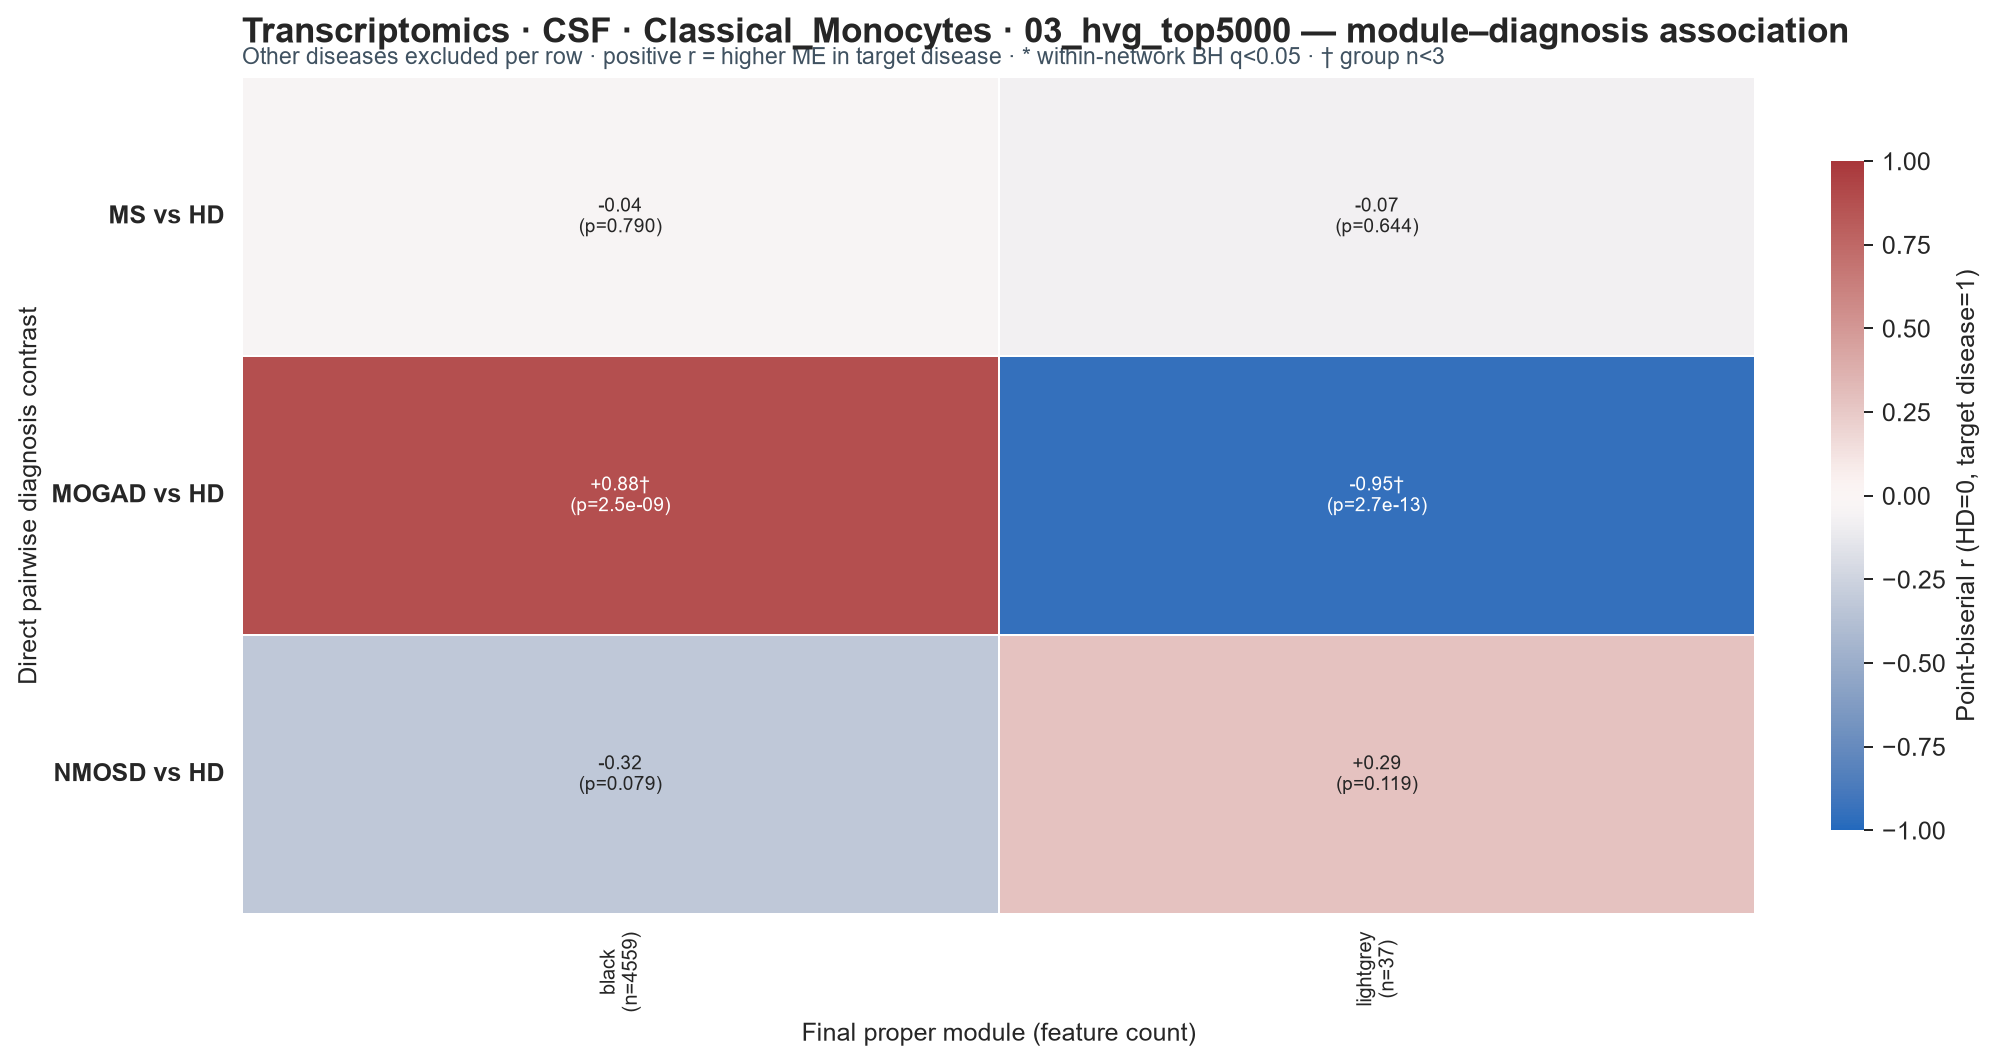 Transcriptomics · CSF · Classical_Monocytes · 03_hvg_top5000 — module–diagnosis association
Other diseases excluded per row · positive r = higher ME in target disease · * within-network BH q<0.05 · † group n<3
Direct pairwise diagnosis contrast
MS vs HD
-0.04
(p=0.790)
-0.07
(p=0.644)
MOGAD vs HD
+0.88†
(p=2.5e-09)
-0.95†
(p=2.7e-13)
NMOSD vs HD
-0.32
(p=0.079)
+0.29
(p=0.119)
black
(n=4559)
lightgrey
(n=37)
Final proper module (feature count)
1.00
0.75
0.50
0.25
0.00
−0.25
−0.50
−0.75
−1.00
Point-biserial r (HD=0, target disease=1)